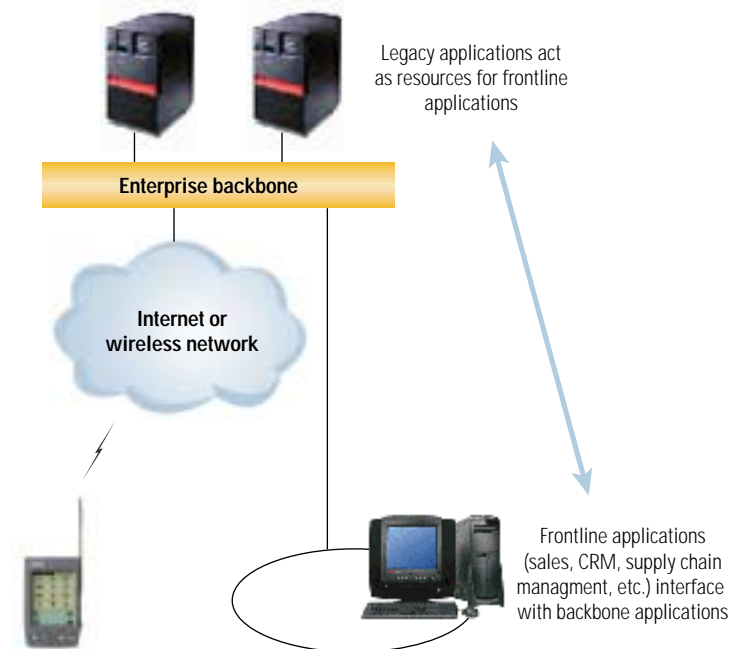 Legacy applications act
as resources for frontline
applications
Enterprise backbone
Internet or
wireless network
Frontline applications
(sales, CRM, supply chain
managment, etc.) interface
with backbone applications